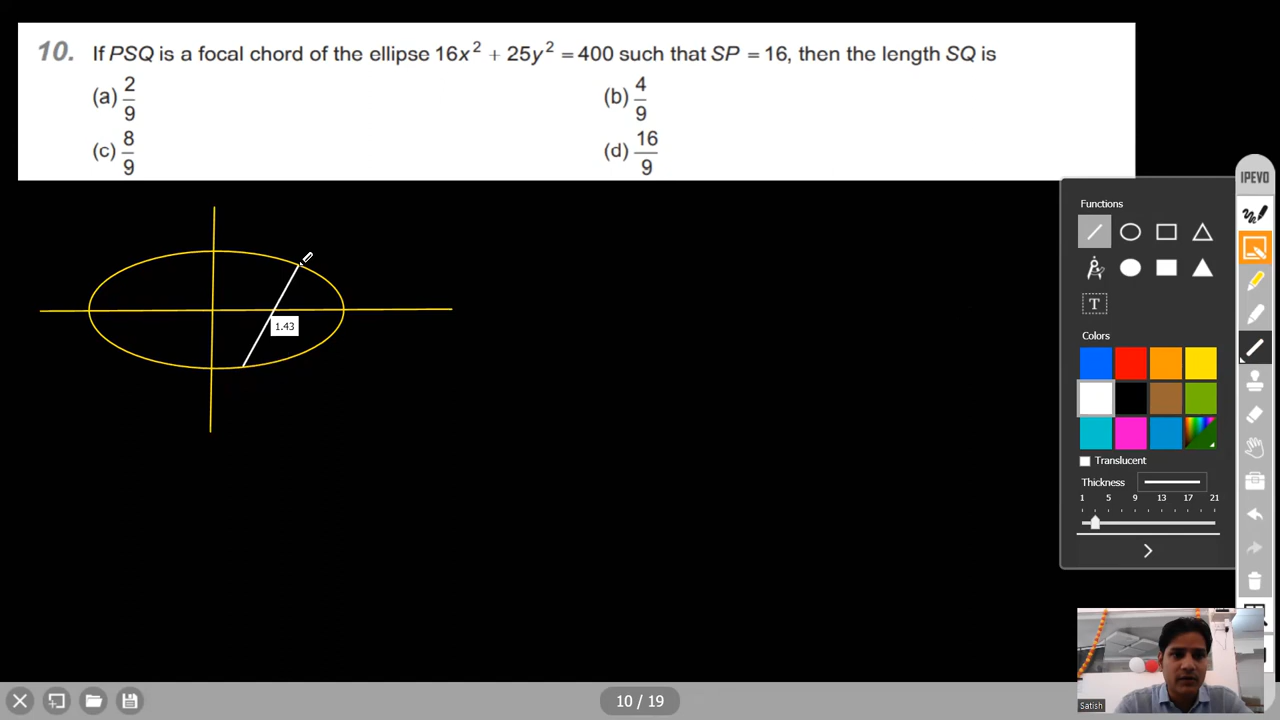 10. If PSQ is a focal chord of the ellipse 16x² + 25y² = 400 such that SP = 16, then the length SQ is
(a) 2/9 (b) 4/9
(c) 8/9 (d) 16/9
IPEVO
Functions
T
Colors
Translucent
Thickness
1 5 9 13 17 21
1.43
Satish
10 / 19